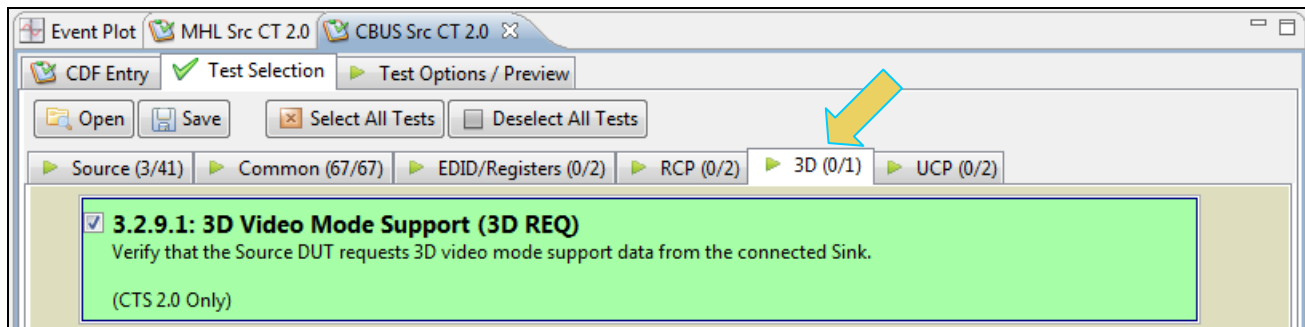 Event Plot MHL Src CT 2.0 CBUS Src CT 2.0
CDF Entry Test Selection Test Options / Preview
Open Save Select All Tests Deselect All Tests
Source (3/41) Common (67/67) EDID/Registers (0/2) RCP (0/2) 3D (0/1) UCP (0/2)
3.2.9.1: 3D Video Mode Support (3D REQ)
Verify that the Source DUT requests 3D video mode support data from the connected Sink.
(CTS 2.0 Only)